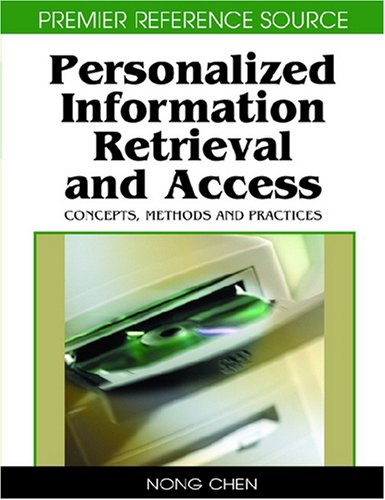 PREMIER REFERENCE SOURCE
Personalized
Information
Retrieval
and Access
CONCEPTS, METHODS AND PRACTICES
NONG CHEN